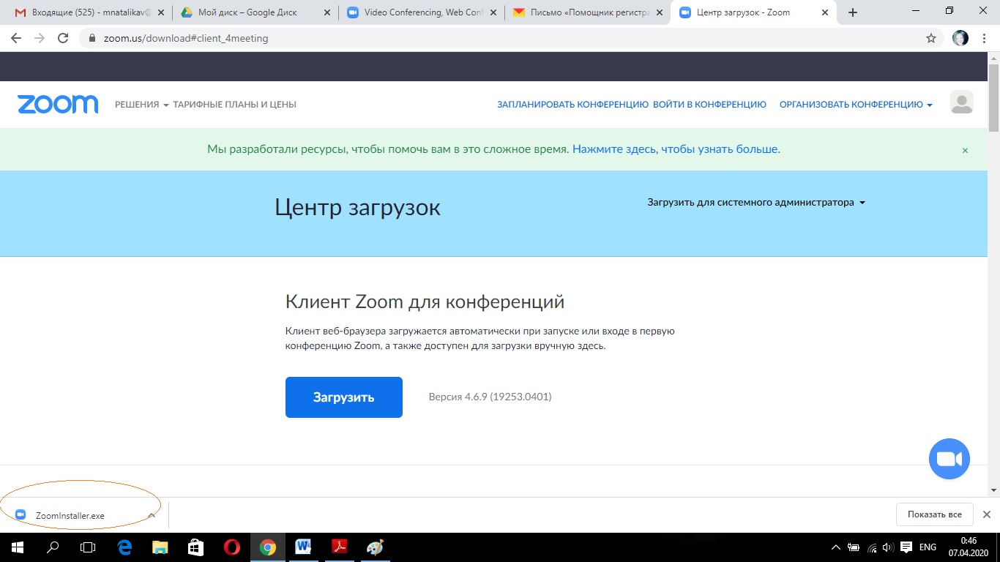 Входящие (525) - mnatalikav@
Мой диск – Google Диск
Video Conferencing, Web Conf
Письмо «Помощник регистра
Центр загрузок - Zoom
zoom.us/download#client_4meeting
zoom
РЕШЕНИЯ ТАРИФНЫЕ ПЛАНЫ И ЦЕНЫ
ЗАПЛАНИРОВАТЬ КОНФЕРЕНЦИЮ ВОЙТИ В КОНФЕРЕНЦИЮ ОРГАНИЗОВАТЬ КОНФЕРЕНЦИЮ
Мы разработали ресурсы, чтобы помочь вам в это сложное время. Нажмите здесь, чтобы узнать больше.
Центр загрузок
Загрузить для системного администратора
Клиент Zoom для конференций
Клиент веб-браузера загружается автоматически при запуске или входе в первую
конференцию Zoom, а также доступен для загрузки вручную здесь.
Загрузить
Версия 4.6.9 (19253.0401)
ZoomInstaller.exe
Показать все
ENG
0:46
07.04.2020